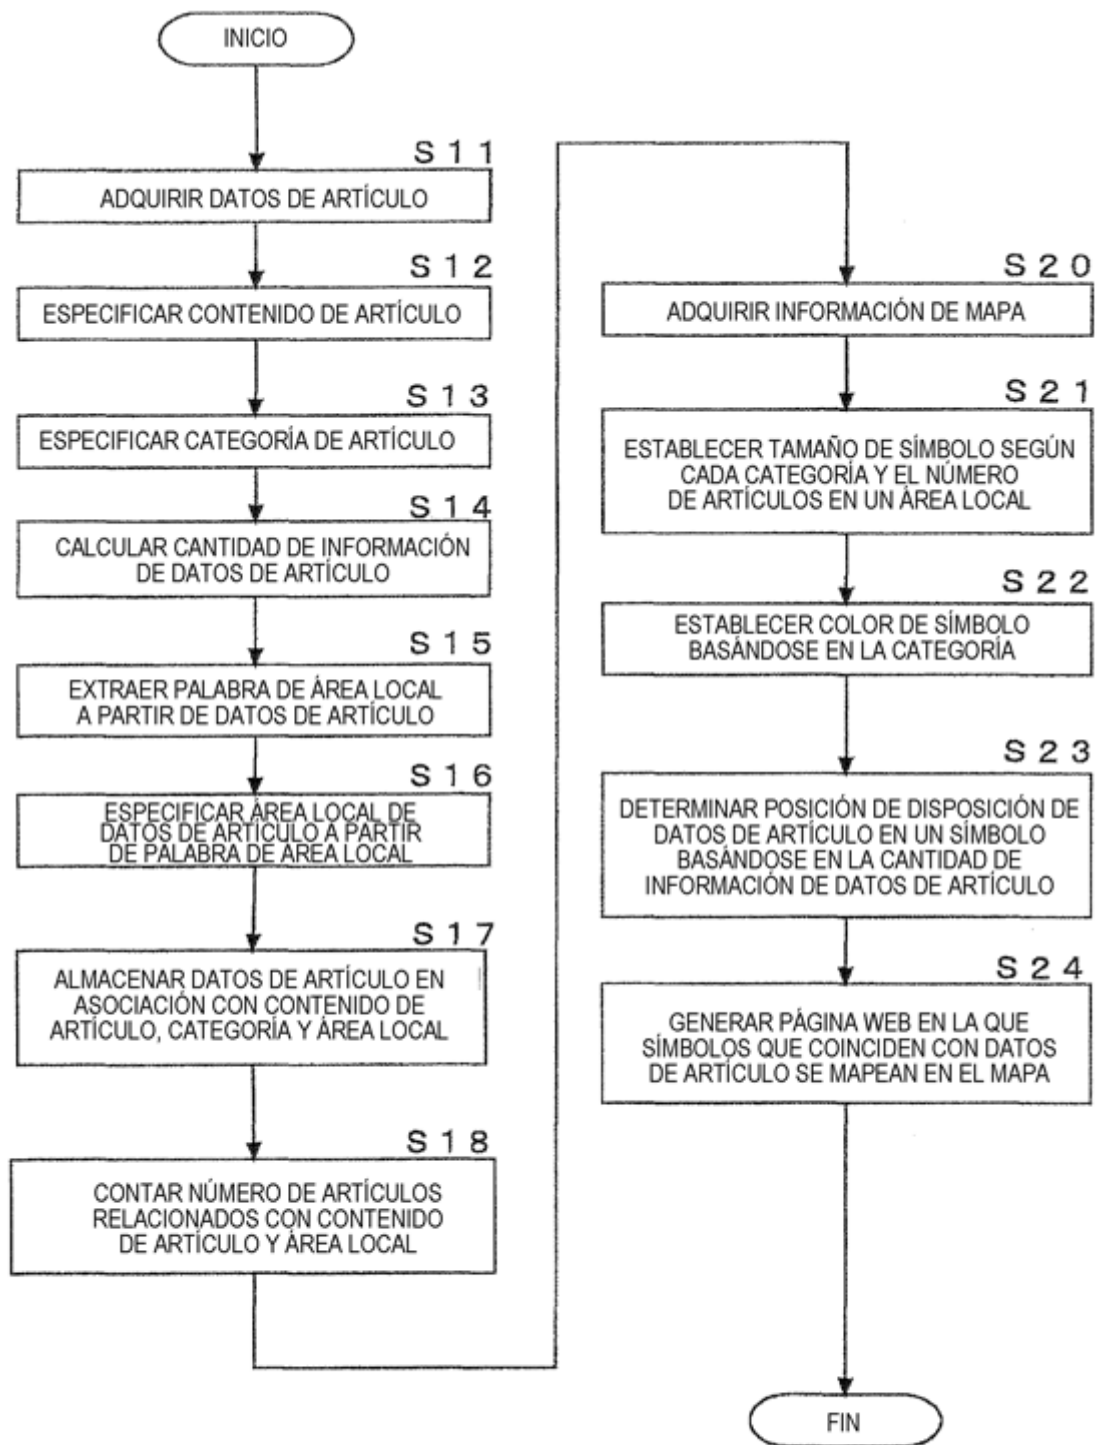 INICIO
S11
ADQUIRIR DATOS DE ARTÍCULO
S12
ESPECIFICAR CONTENIDO DE ARTÍCULO
S13
ESPECIFICAR CATEGORÍA DE ARTÍCULO
S14
CALCULAR CANTIDAD DE INFORMACIÓN
DE DATOS DE ARTÍCULO
S15
EXTRAER PALABRA DE ÁREA LOCAL
A PARTIR DE DATOS DE ARTÍCULO
S16
ESPECIFICAR ÁREA LOCAL DE
DATOS DE ARTÍCULO A PARTIR
DE PALABRA DE ÁREA LOCAL
S17
ALMACENAR DATOS DE ARTÍCULO EN
ASOCIACIÓN CON CONTENIDO DE
ARTÍCULO, CATEGORÍA Y ÁREA LOCAL
S18
CONTAR NÚMERO DE ARTÍCULOS
RELACIONADOS CON CONTENIDO
DE ARTÍCULO Y ÁREA LOCAL
S20
ADQUIRIR INFORMACIÓN DE MAPA
S21
ESTABLECER TAMAÑO DE SÍMBOLO SEGÚN
CADA CATEGORÍA Y EL NÚMERO
DE ARTÍCULOS EN UN ÁREA LOCAL
S22
ESTABLECER COLOR DE SÍMBOLO
BASÁNDOSE EN LA CATEGORÍA
S23
DETERMINAR POSICIÓN DE DISPOSICIÓN DE
DATOS DE ARTÍCULO EN UN SÍMBOLO
BASÁNDOSE EN LA CANTIDAD DE
INFORMACIÓN DE DATOS DE ARTÍCULO
S24
GENERAR PÁGINA WEB EN LA QUE
SÍMBOLOS QUE COINCIDEN CON DATOS
DE ARTÍCULO SE MAPEAN EN EL MAPA
FIN